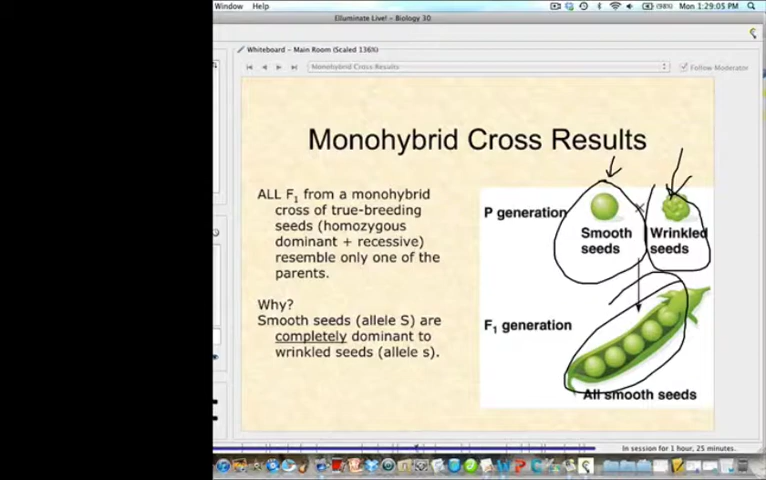 Window Help
(98%) Mon 1:29:05 PM
Elluminate Live! - Biology 30
Whiteboard - Main Room (Scaled 136%)
Monohybrid Cross Results
Follow Moderator
Monohybrid Cross Results
ALL F₁ from a monohybrid
cross of true-breeding
seeds (homozygous
dominant + recessive)
resemble only one of the
parents.
Why?
Smooth seeds (allele S) are
completely dominant to
wrinkled seeds (allele s).
P generation
Smooth
seeds
Wrinkled
seeds
F₁ generation
All smooth seeds
In session for 1 hour, 25 minutes.